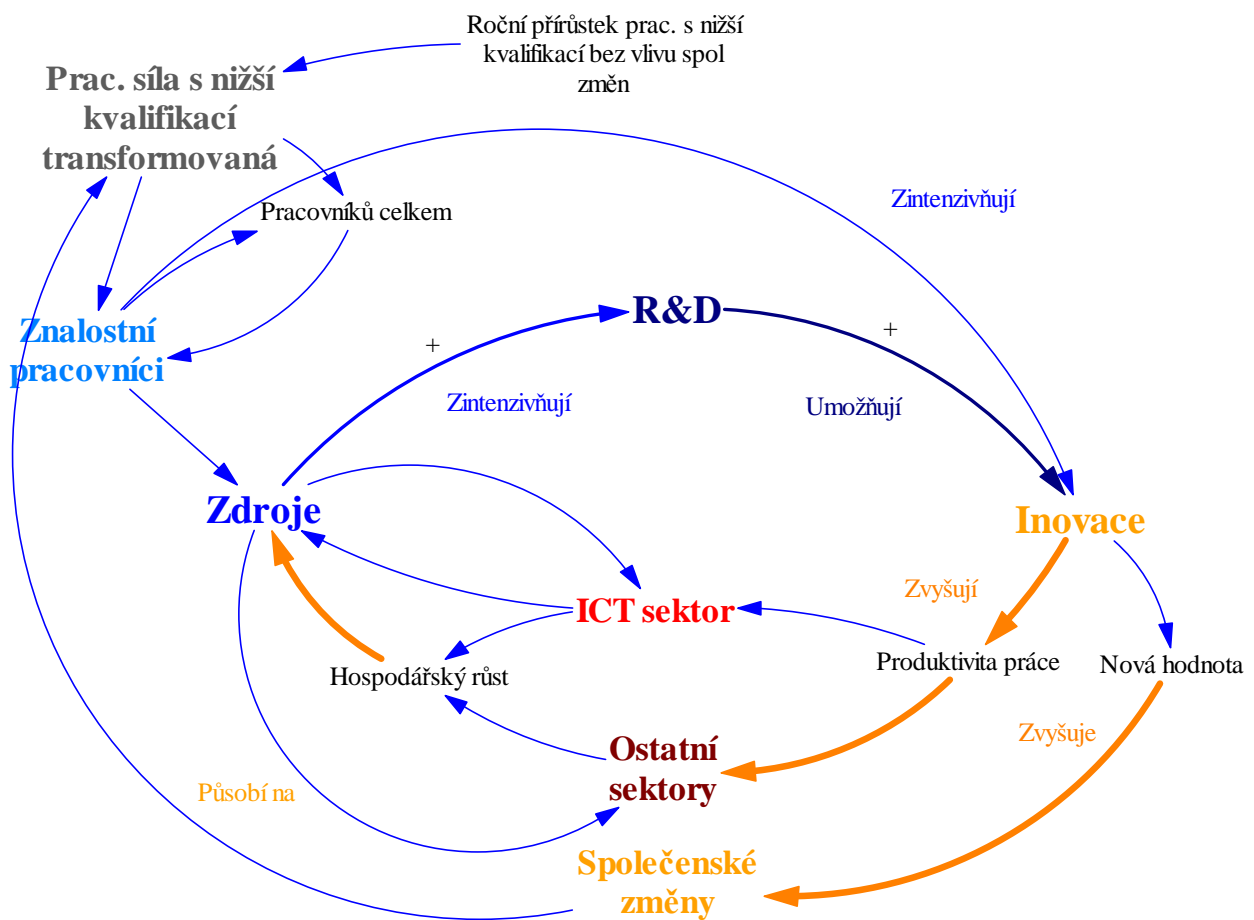 Roční přírůstek prac. s nižší
kvalifikací bez vlivu spol
změn
Prac. síla s nižší
kvalifikací
transformovaná
Pracovníků celkem
Zintenzivňují
R&D
+
+
Znalostní
pracovníci
Zintenzivňují
Umožňují
Zdroje
Inovace
Zvyšují
ICT sektor
Produktivita práce
Nová hodnota
Hospodářský růst
Zvyšuje
Ostatní
sektory
Působí na
Společenské
změny